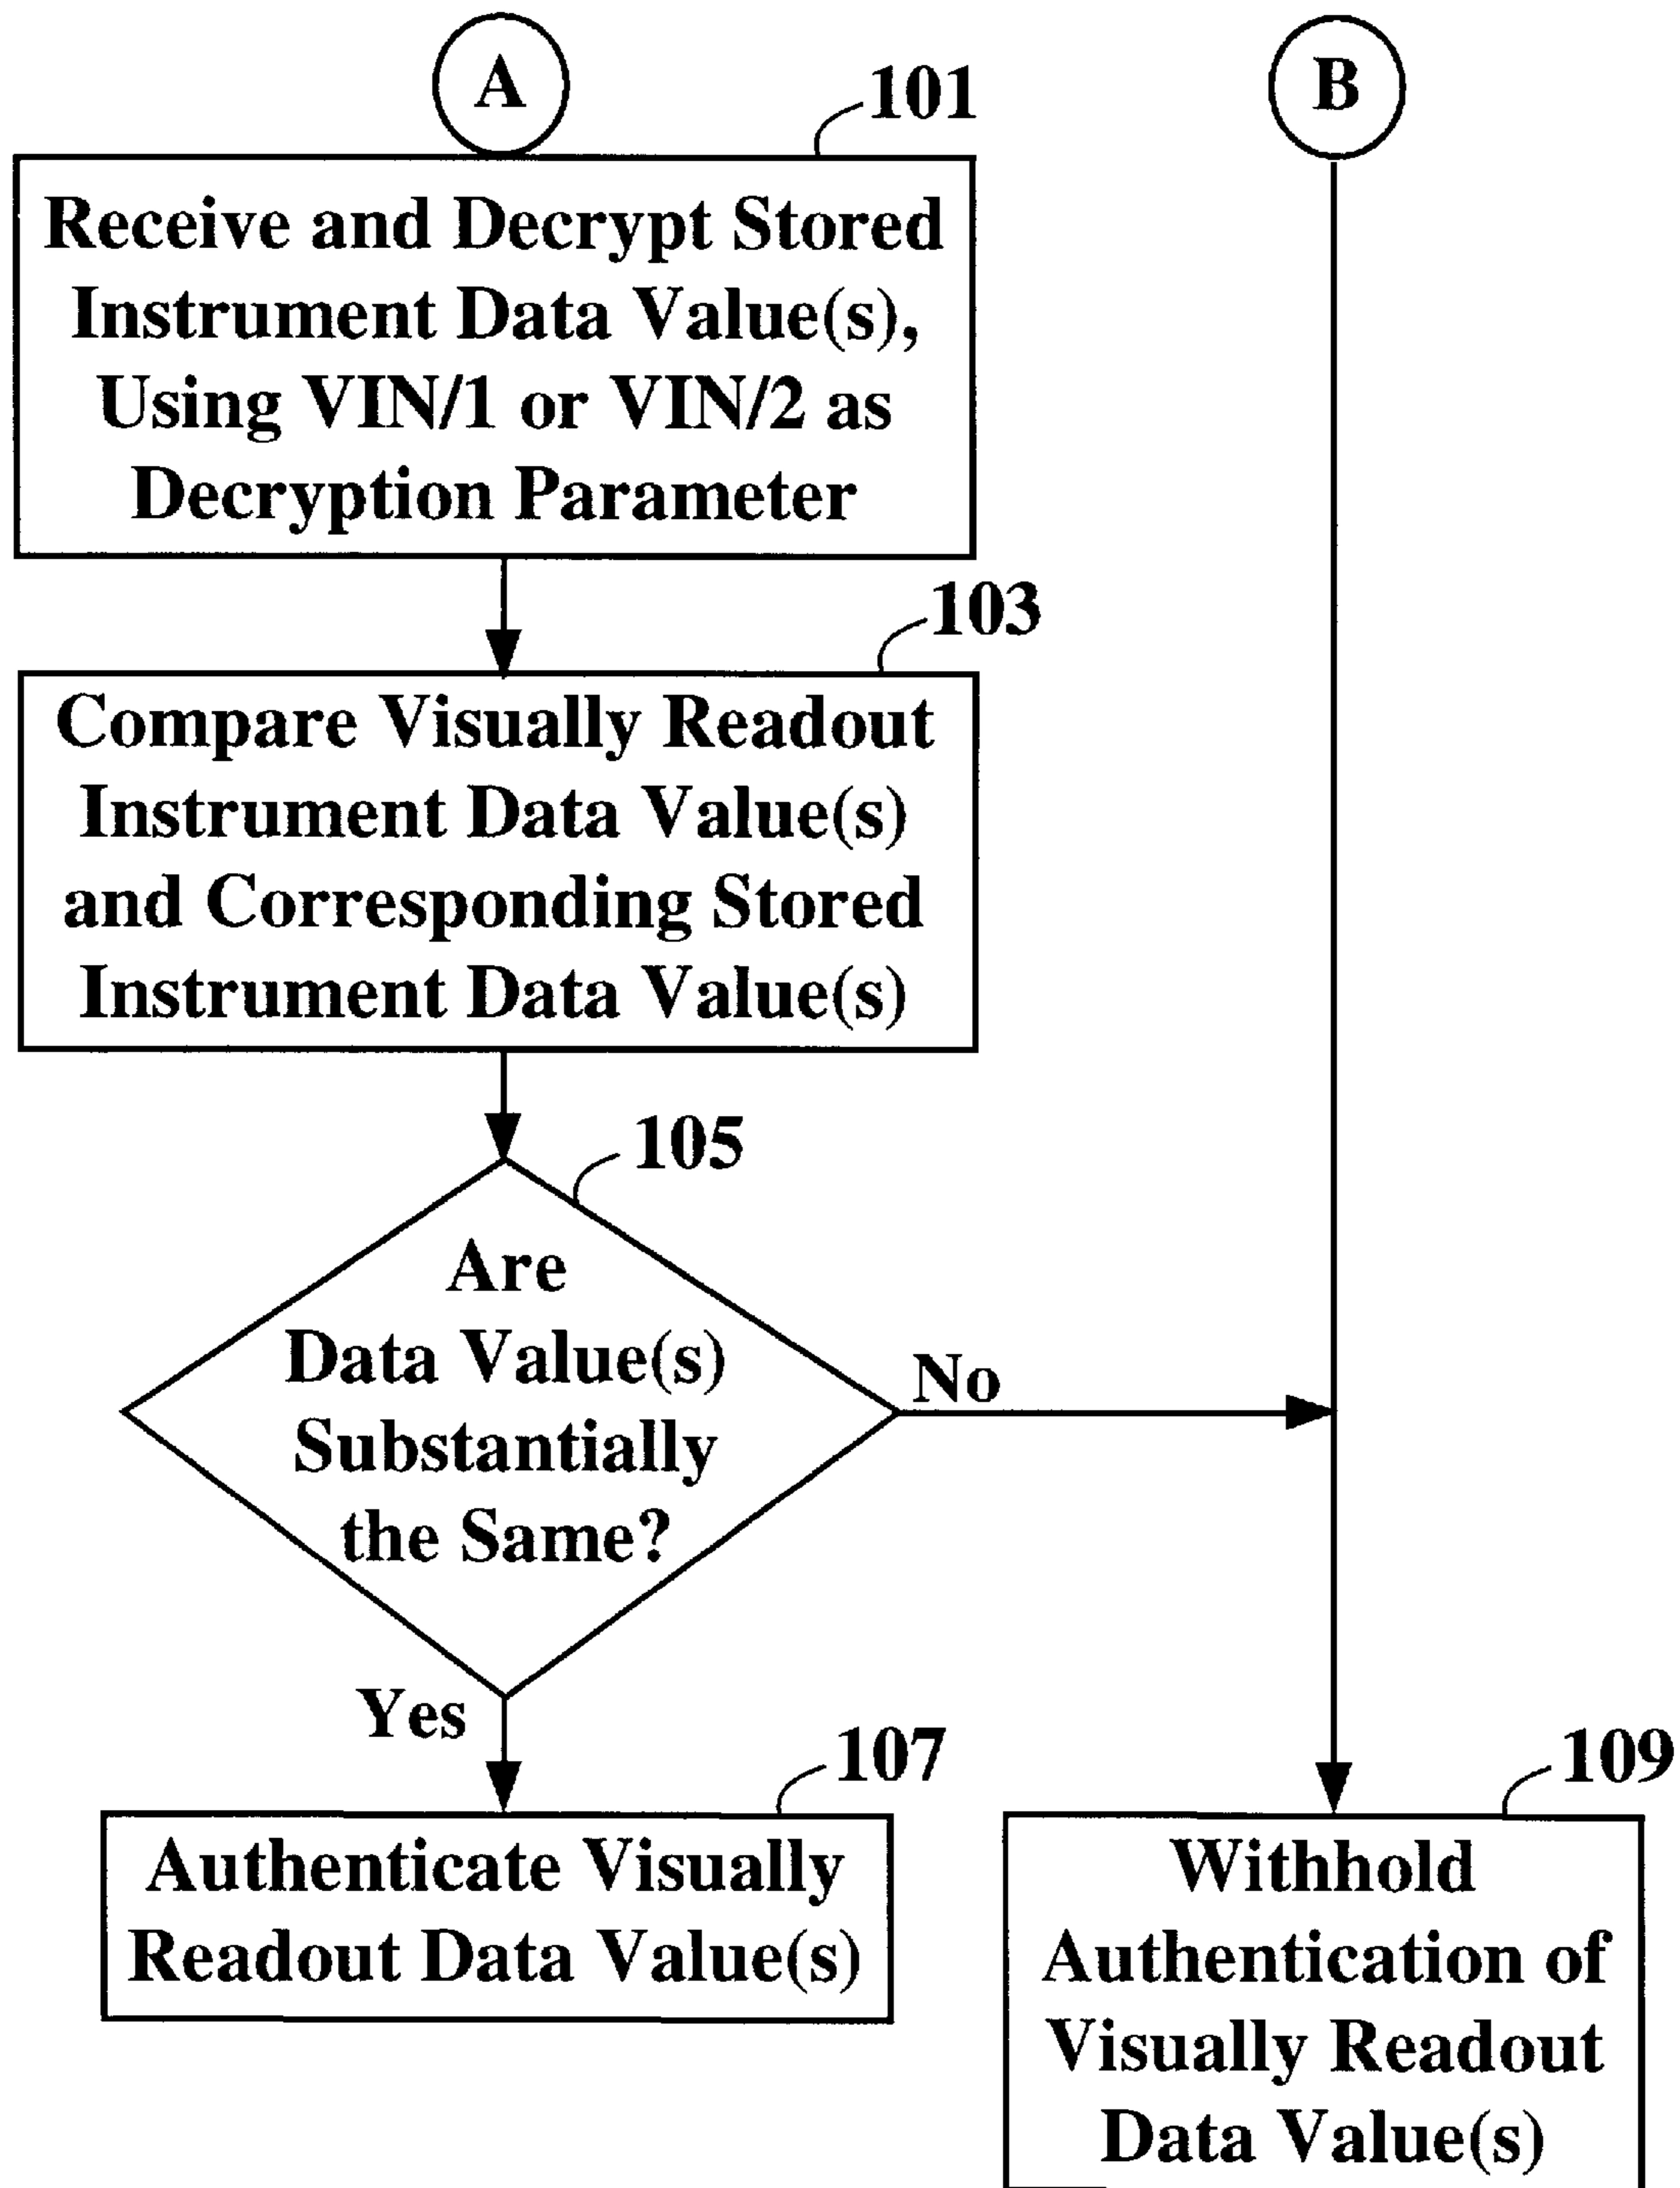 A
B
101
Receive and Decrypt Stored
Instrument Data Value(s),
Using VIN/1 or VIN/2 as
Decryption Parameter
103
Compare Visually Readout
Instrument Data Value(s)
and Corresponding Stored
Instrument Data Value(s)
105
Are
Data Value(s)
Substantially
the Same?
No
Yes
107
Authenticate Visually
Readout Data Value(s)
109
Withhold
Authentication of
Visually Readout
Data Value(s)